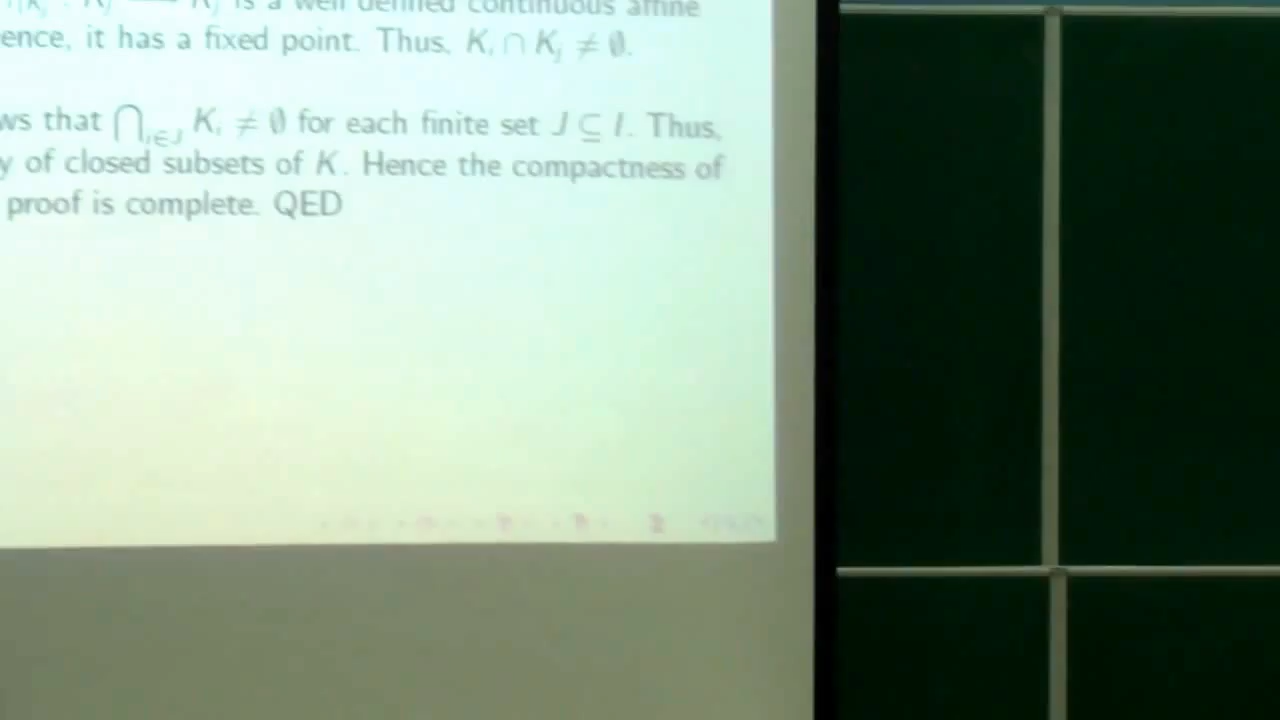 is a well defined continuous affine
ence, it has a fixed point. Thus, K_i ∩ K_j ≠ ∅.
ws that ⋂_{i∈J} K_i ≠ ∅ for each finite set J ⊆ I. Thus,
y of closed subsets of K. Hence the compactness of
proof is complete. QED